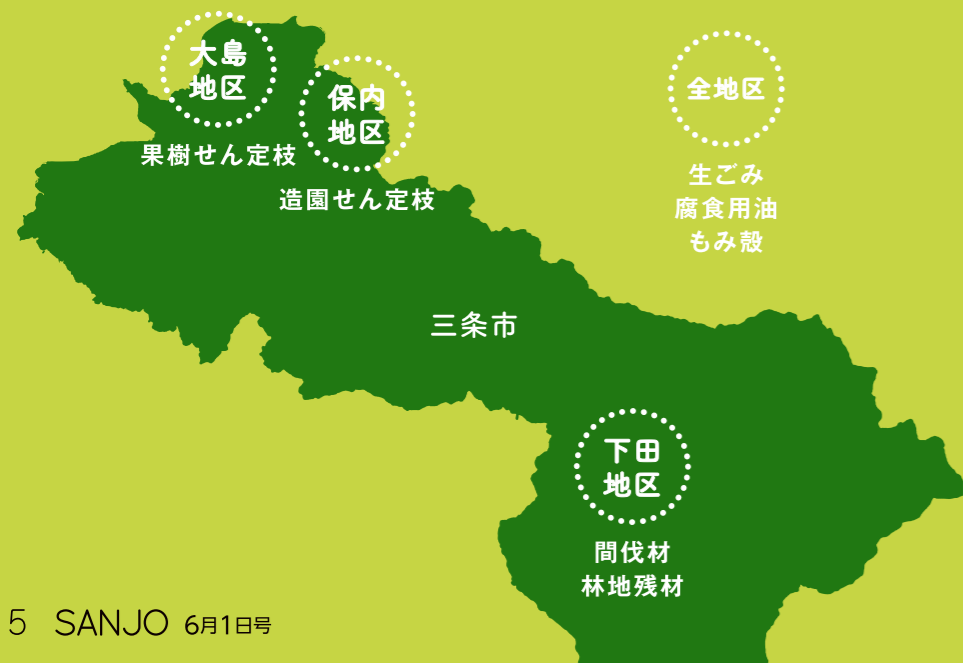 大島
地区
果樹せん定枝
保内
地区
造園せん定枝
全地区
生ごみ
腐食用油
もみ殻
三条市
下田
地区
間伐材
林地残材
5 SANJO 6月1日号